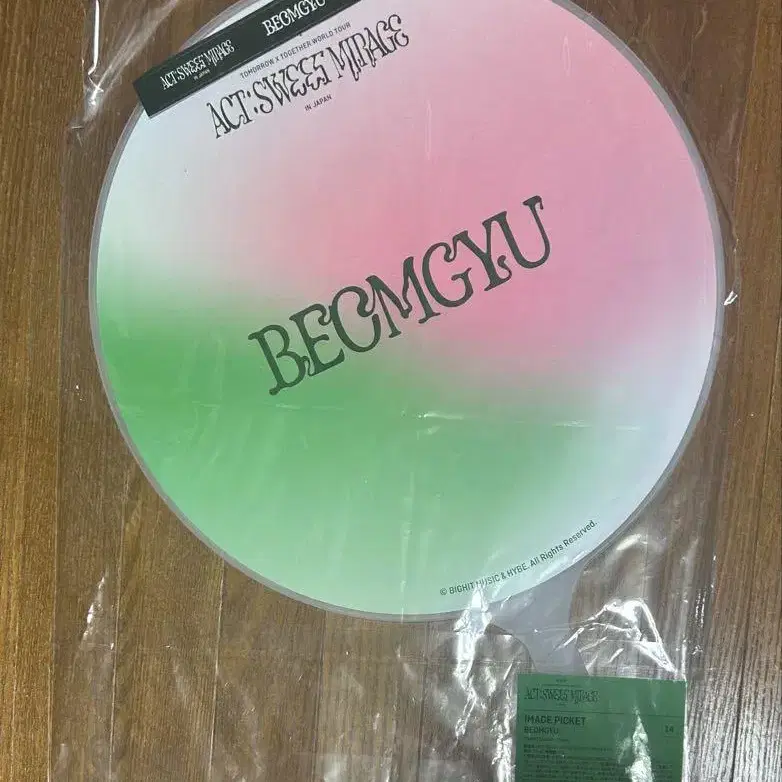 ACT:SWEET MIRAGE
IN JAPAN
BEOMGYU
TOMORROW X TOGETHER WORLD TOUR
ACT:SWEET MIRAGE
IN JAPAN
BEOMGYU
© BIGHIT MUSIC & HYBE. All Rights Reserved.
ACT:SWEET MIRAGE
IMAGE PICKET
BEOMGYU
14